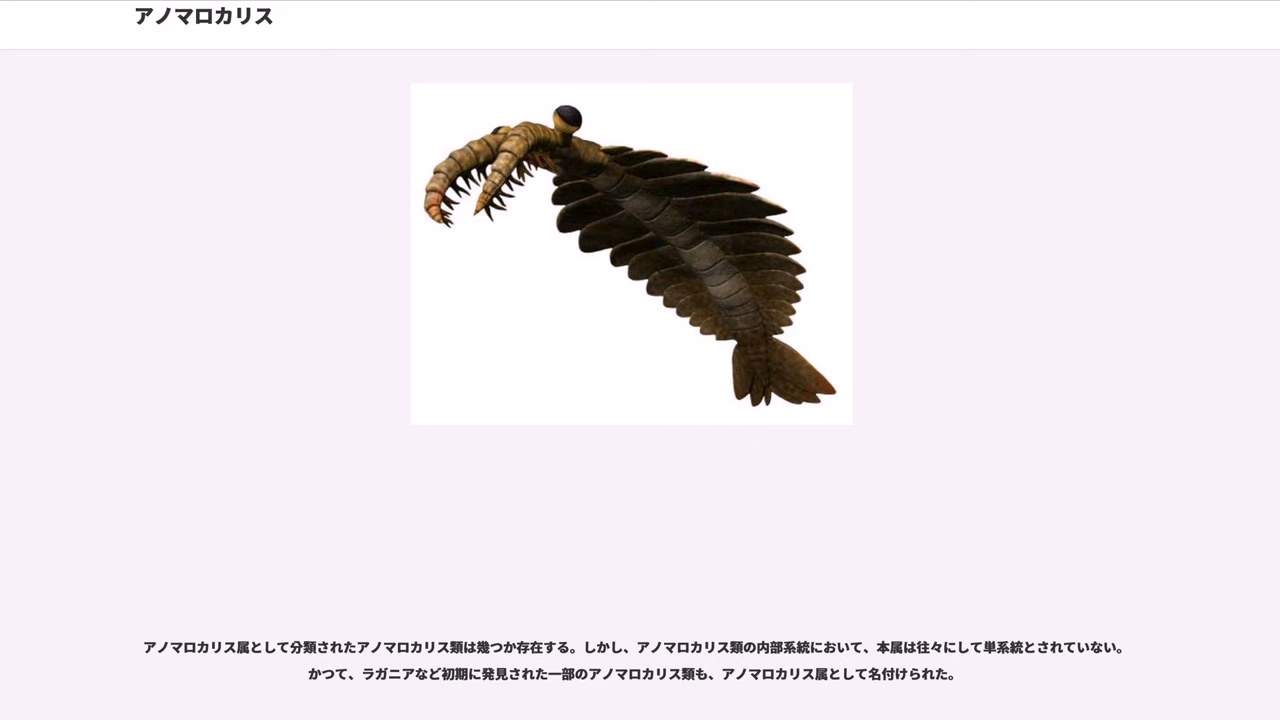 アノマロカリス
アノマロカリス属として分類されたアノマロカリス類は幾つか存在する。しかし、アノマロカリス類の内部系統において、本属は往々にして単系統とされていない。
かつて、ラガニアなど初期に発見された一部のアノマロカリス類も、アノマロカリス属として名付けられた。